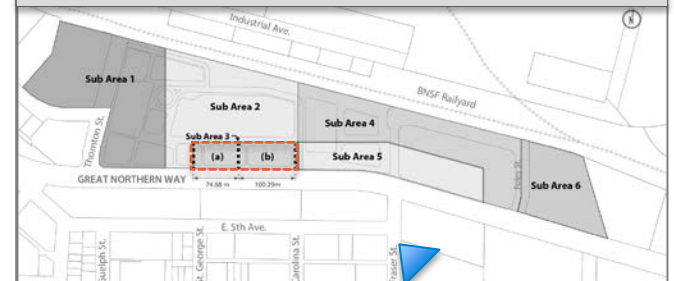 Industrial Ave.
BNSF Railyard
Sub Area 1
Sub Area 2
Sub Area 4
Sub Area 3
(a)
(b)
Sub Area 5
Thornton St.
Foley St.
Sub Area 6
GREAT NORTHERN WAY
74.68 m
100.29m
E. 5th Ave.
Guelph St.
St. George St.
Carolina St.
Fraser St.